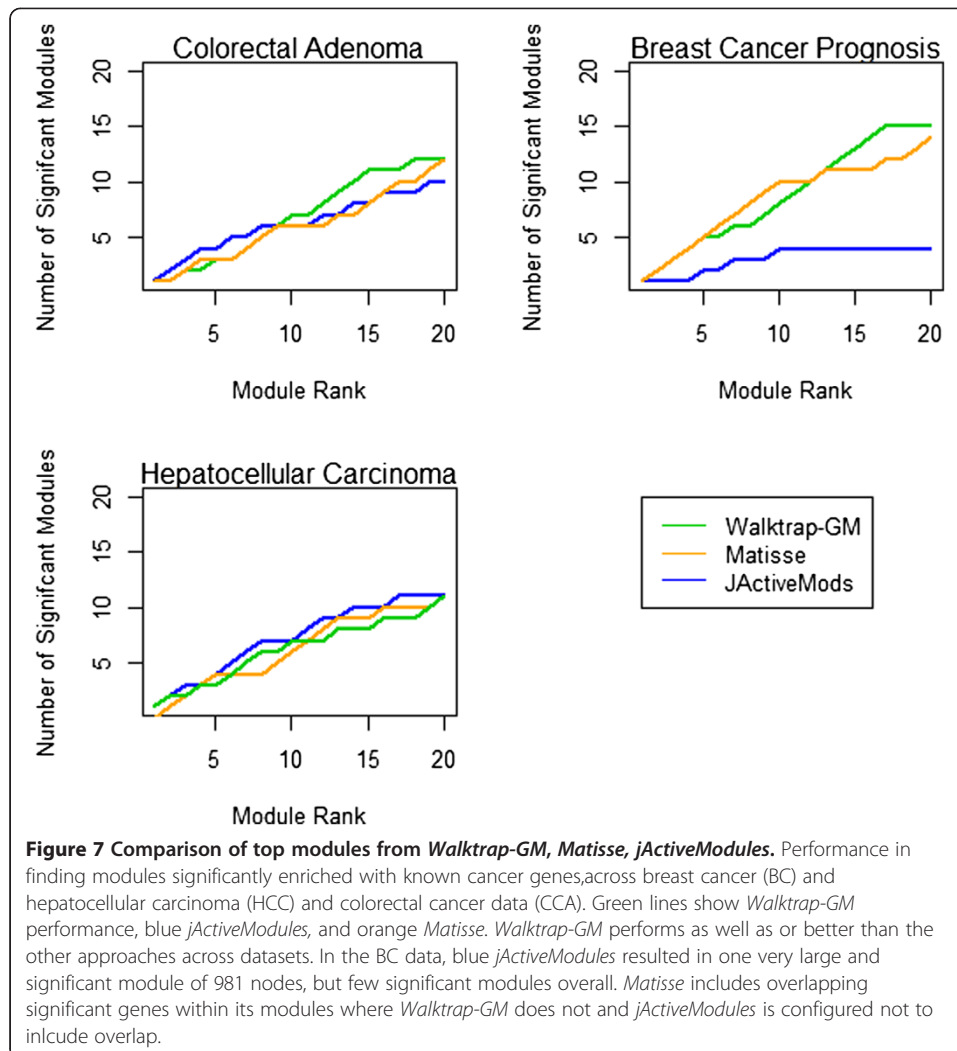 Colorectal Adenoma
Number of Signifcant Modules
20
15
10
5
5 10 15 20
Module Rank
Breast Cancer Prognosis
Number of Signifcant Modules
20
15
10
5
5 10 15 20
Module Rank
Hepatocellular Carcinoma
Number of Signifcant Modules
20
15
10
5
5 10 15 20
Module Rank
Walktrap-GM
Matisse
JActiveMods
Figure 7 Comparison of top modules from Walktrap-GM, Matisse, jActiveModules. Performance in
finding modules significantly enriched with known cancer genes,across breast cancer (BC) and
hepatocellular carcinoma (HCC) and colorectal cancer data (CCA). Green lines show Walktrap-GM
performance, blue jActiveModules, and orange Matisse. Walktrap-GM performs as well as or better than the
other approaches across datasets. In the BC data, blue jActiveModules resulted in one very large and
significant module of 981 nodes, but few significant modules overall. Matisse includes overlapping
significant genes within its modules where Walktrap-GM does not and jActiveModules is configured not to
inlcude overlap.